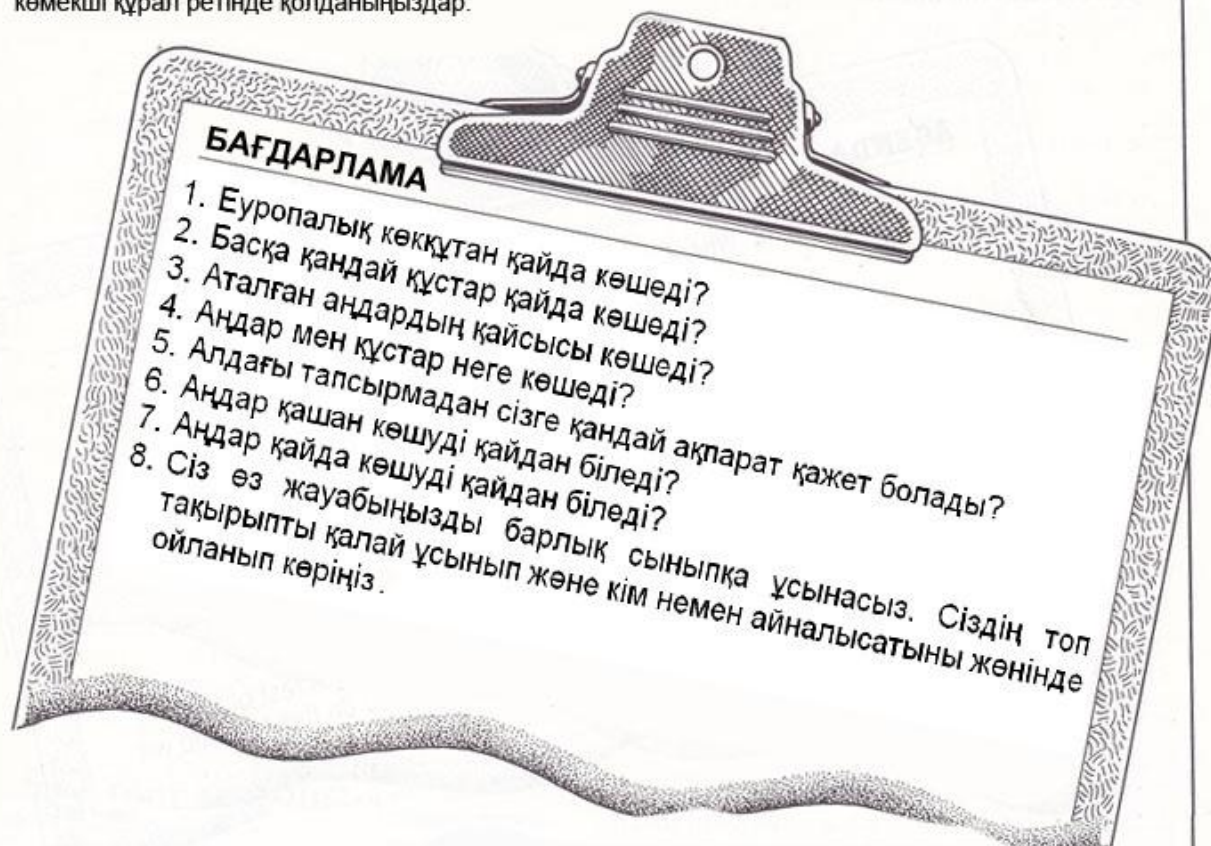 көмекші құрал ретінде қолданыңыздар.
БАҒДАРЛАМА
1. Еуропалық көкқұтан қайда көшеді?
2. Басқа қандай құстар қайда көшеді?
3. Аталған аңдардың қайсысы көшеді?
4. Аңдар мен құстар неге көшеді?
5. Алдағы тапсырмадан сізге қандай ақпарат қажет болады?
6. Аңдар қашан көшуді қайдан біледі?
7. Аңдар қайда көшуді қайдан біледі?
8. Сіз өз жауабыңызды барлық сыныпқа ұсынасыз. Сіздің топ
тақырыпты қалай ұсынып және кім немен айналысатыны жөнінде
ойланып көріңіз.